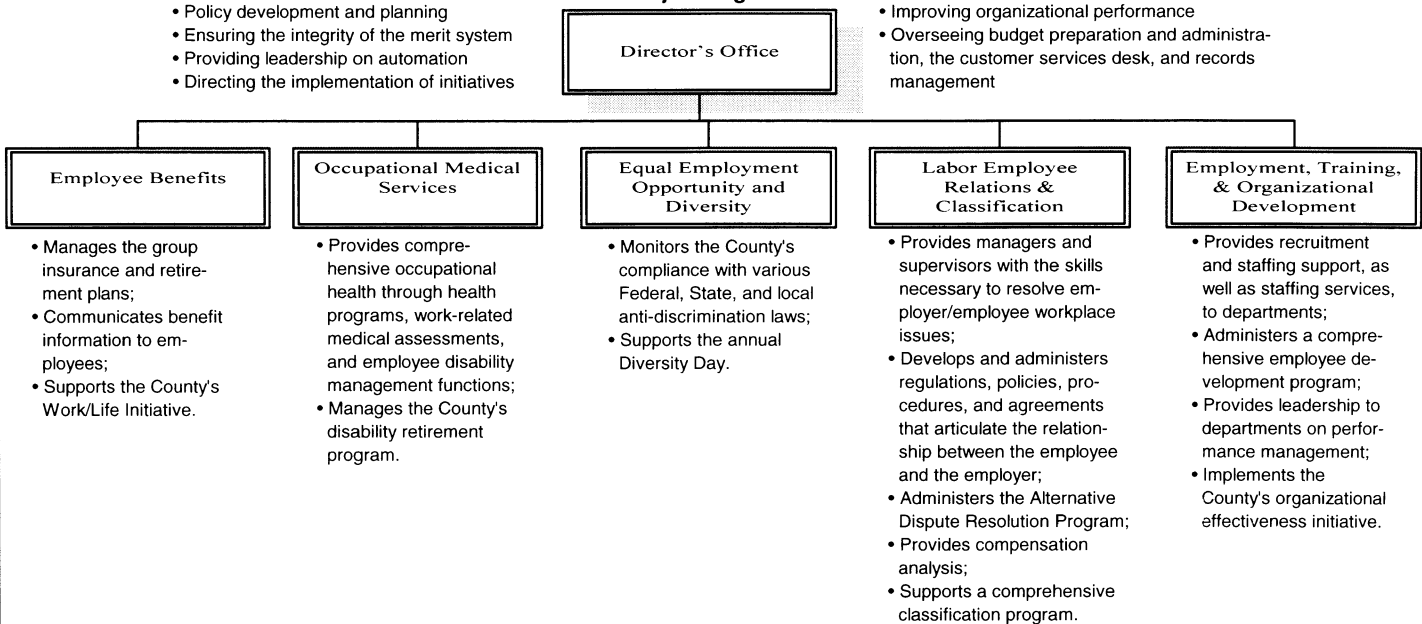 • Policy development and planning
• Ensuring the integrity of the merit system
• Providing leadership on automation
• Directing the implementation of initiatives
Director's Office
• Improving organizational performance
• Overseeing budget preparation and administra-
tion, the customer services desk, and records
management
Employee Benefits
• Manages the group
insurance and retire-
ment plans;
• Communicates benefit
information to em-
ployees;
• Supports the County's
Work/Life Initiative.
Occupational Medical
Services
• Provides compre-
hensive occupational
health through health
programs, work-related
medical assessments,
and employee disability
management functions;
• Manages the County's
disability retirement
program.
Equal Employment
Opportunity and
Diversity
• Monitors the County's
compliance with various
Federal, State, and local
anti-discrimination laws;
• Supports the annual
Diversity Day.
Labor Employee
Relations &
Classification
• Provides managers and
supervisors with the skills
necessary to resolve em-
ployer/employee workplace
issues;
• Develops and administers
regulations, policies, pro-
cedures, and agreements
that articulate the relation-
ship between the employee
and the employer;
• Administers the Alternative
Dispute Resolution Program;
• Provides compensation
analysis;
• Supports a comprehensive
classification program.
Employment, Training,
& Organizational
Development
• Provides recruitment
and staffing support, as
well as staffing services,
to departments;
• Administers a compre-
hensive employee de-
velopment program;
• Provides leadership to
departments on perfor-
mance management;
• Implements the
County's organizational
effectiveness initiative.